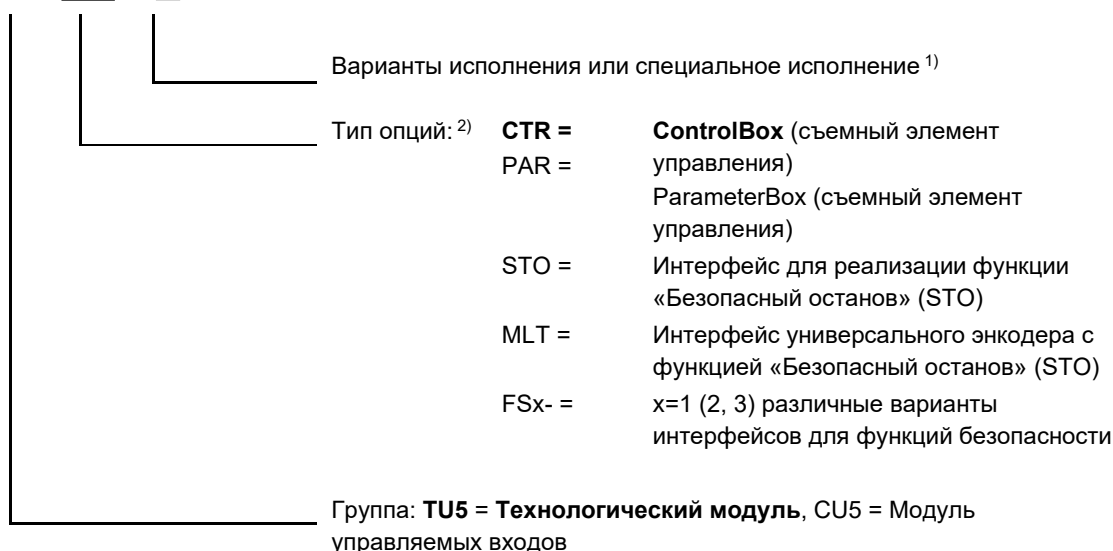 Варианты исполнения или специальное исполнение 1)
Тип опций: 2) CTR = ControlBox (съемный элемент
PAR = управления)
ParameterBox (съемный элемент
управления)
STO = Интерфейс для реализации функции
«Безопасный останов» (STO)
MLT = Интерфейс универсального энкодера с
функцией «Безопасный останов» (STO)
FSx- = x=1 (2, 3) различные варианты
интерфейсов для функций безопасности
Группа: TU5 = Технологический модуль, CU5 = Модуль
управляемых входов